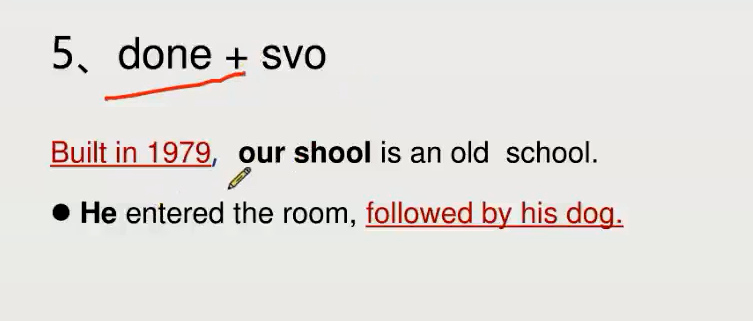 5、done + svo
Built in 1979, our shool is an old school.
● He entered the room, followed by his dog.